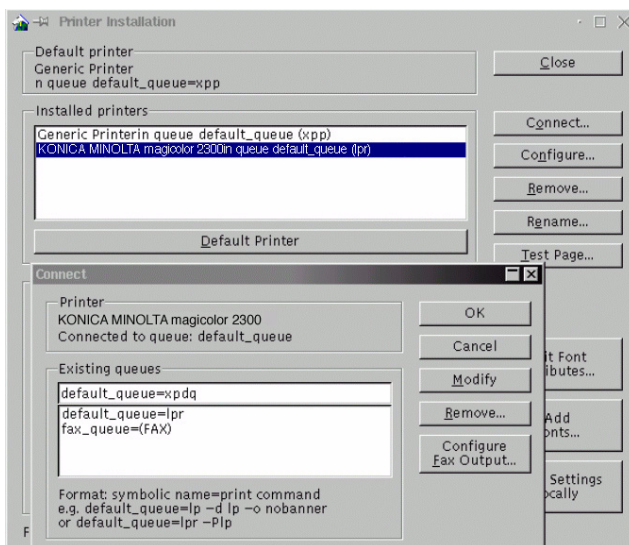 Printer Installation
Default printer
Generic Printer
n queue default_queue=xpp
Close
Installed printers
Generic Printerin queue default_queue (xpp)
KONICA MINOLTA magicolor 2300in queue default_queue (lpr)
Connect...
Configure...
Remove...
Rename...
Default Printer
Test Page...
Connect
Printer
KONICA MINOLTA magicolor 2300
Connected to queue: default_queue
OK
Cancel
Existing queues
default_queue=xpdq
default_queue=lpr
fax_queue=(FAX)
Modify
Remove...
Configure
Fax Output...
Format: symbolic name=print command
e.g. default_queue=lp -d lp -o nobanner
or default_queue=lpr -Plp
it Font
ibutes...
Add
onts...
Settings
ocally
F